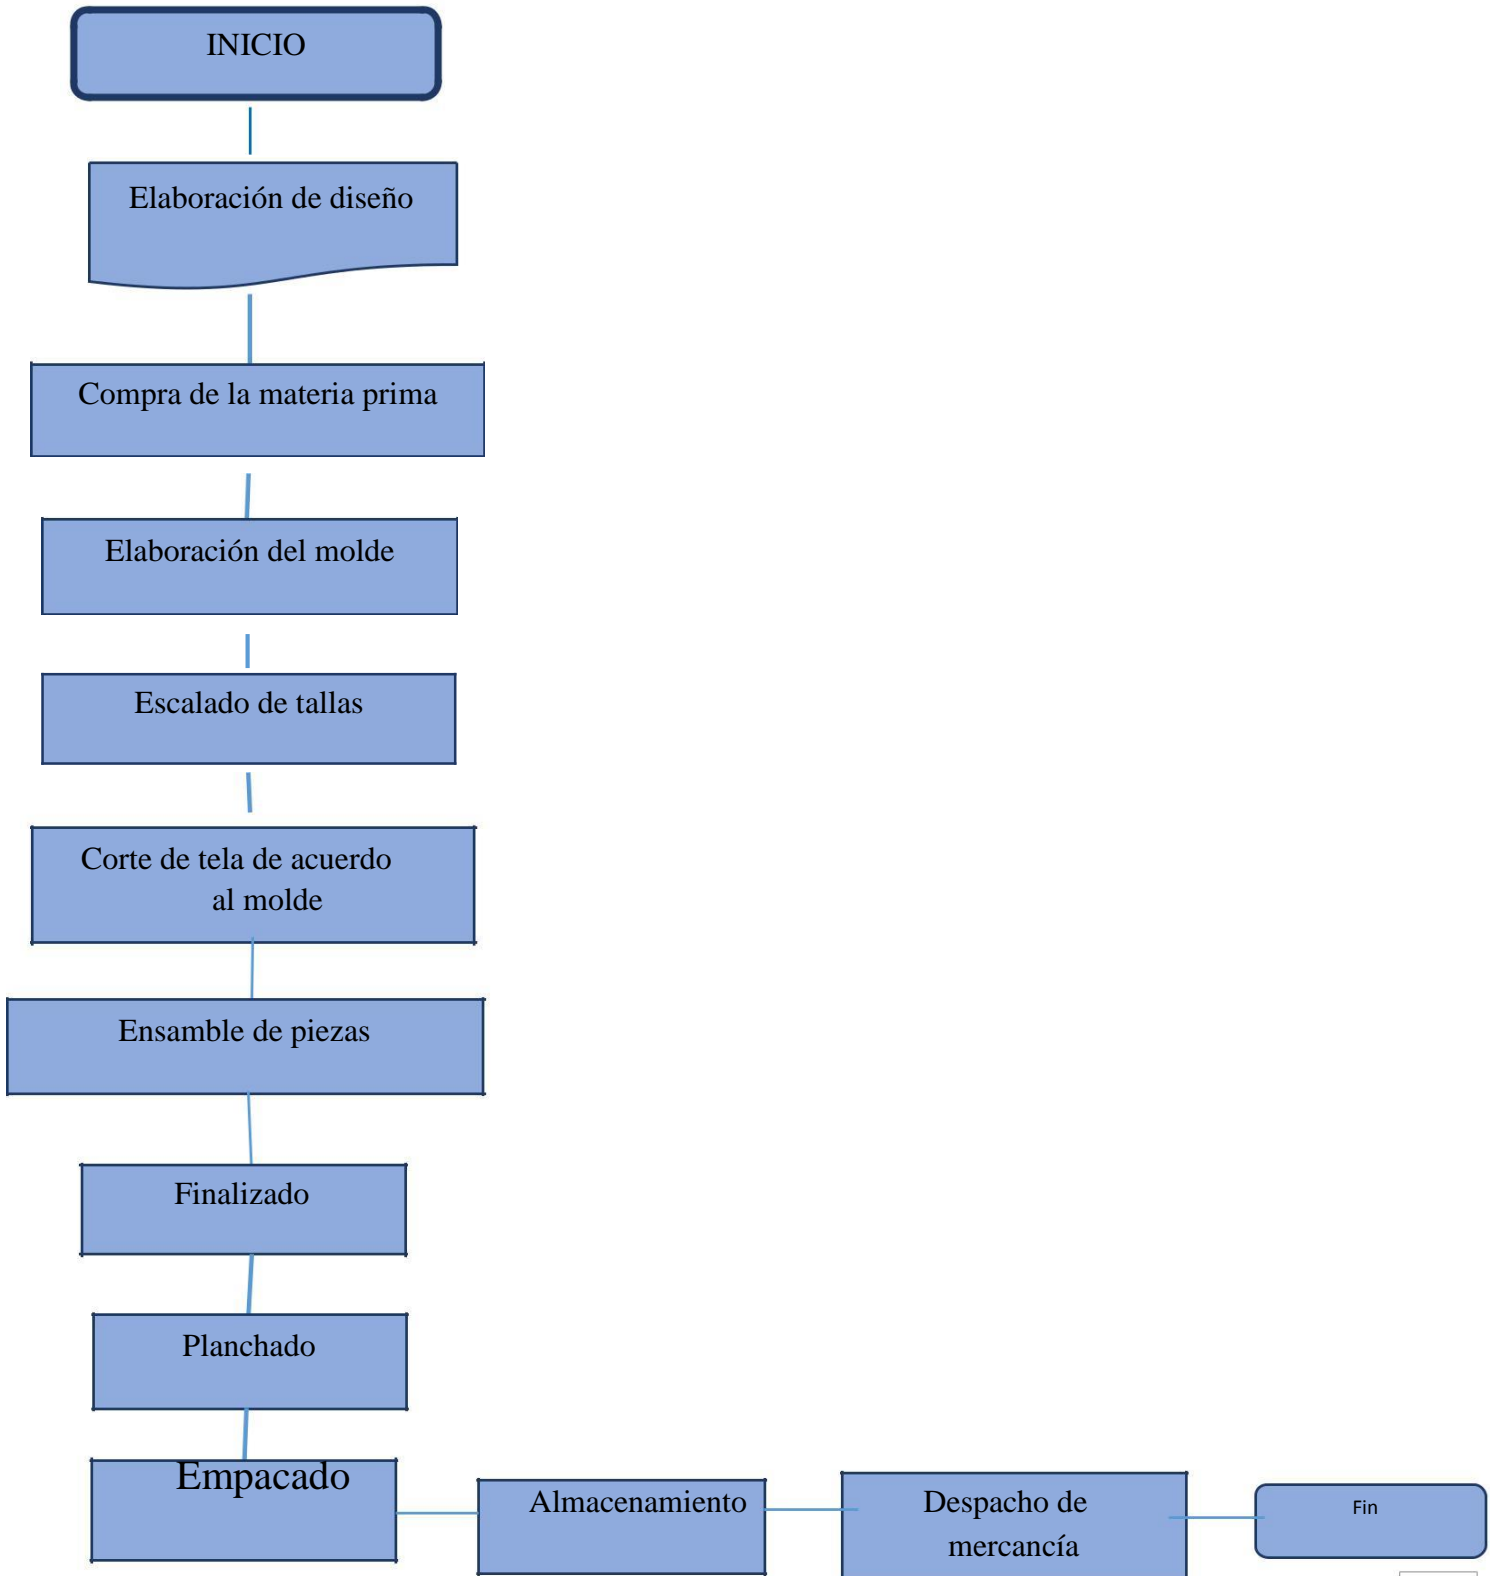 INICIO
Elaboración de diseño
Compra de la materia prima
Elaboración del molde
Escalado de tallas
Corte de tela de acuerdo
al molde
Ensamble de piezas
Finalizado
Planchado
Empacado
Almacenamiento
Despacho de
mercancía
Fin